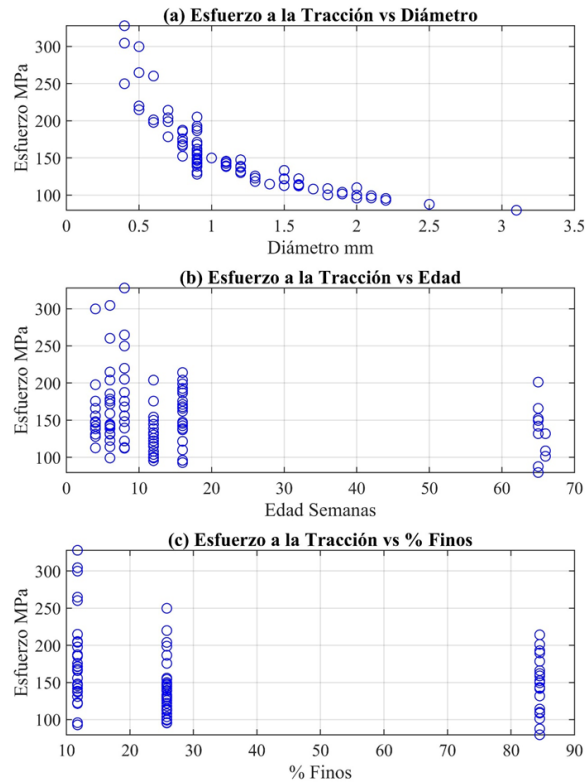 (a) Esfuerzo a la Tracción vs Diámetro
Esfuerzo MPa
300
250
200
150
100
0 0.5 1 1.5 2 2.5 3 3.5
Diámetro mm
(b) Esfuerzo a la Tracción vs Edad
Esfuerzo MPa
300
250
200
150
100
0 10 20 30 40 50 60 70
Edad Semanas
(c) Esfuerzo a la Tracción vs % Finos
Esfuerzo MPa
300
250
200
150
100
10 20 30 40 50 60 70 80 90
% Finos